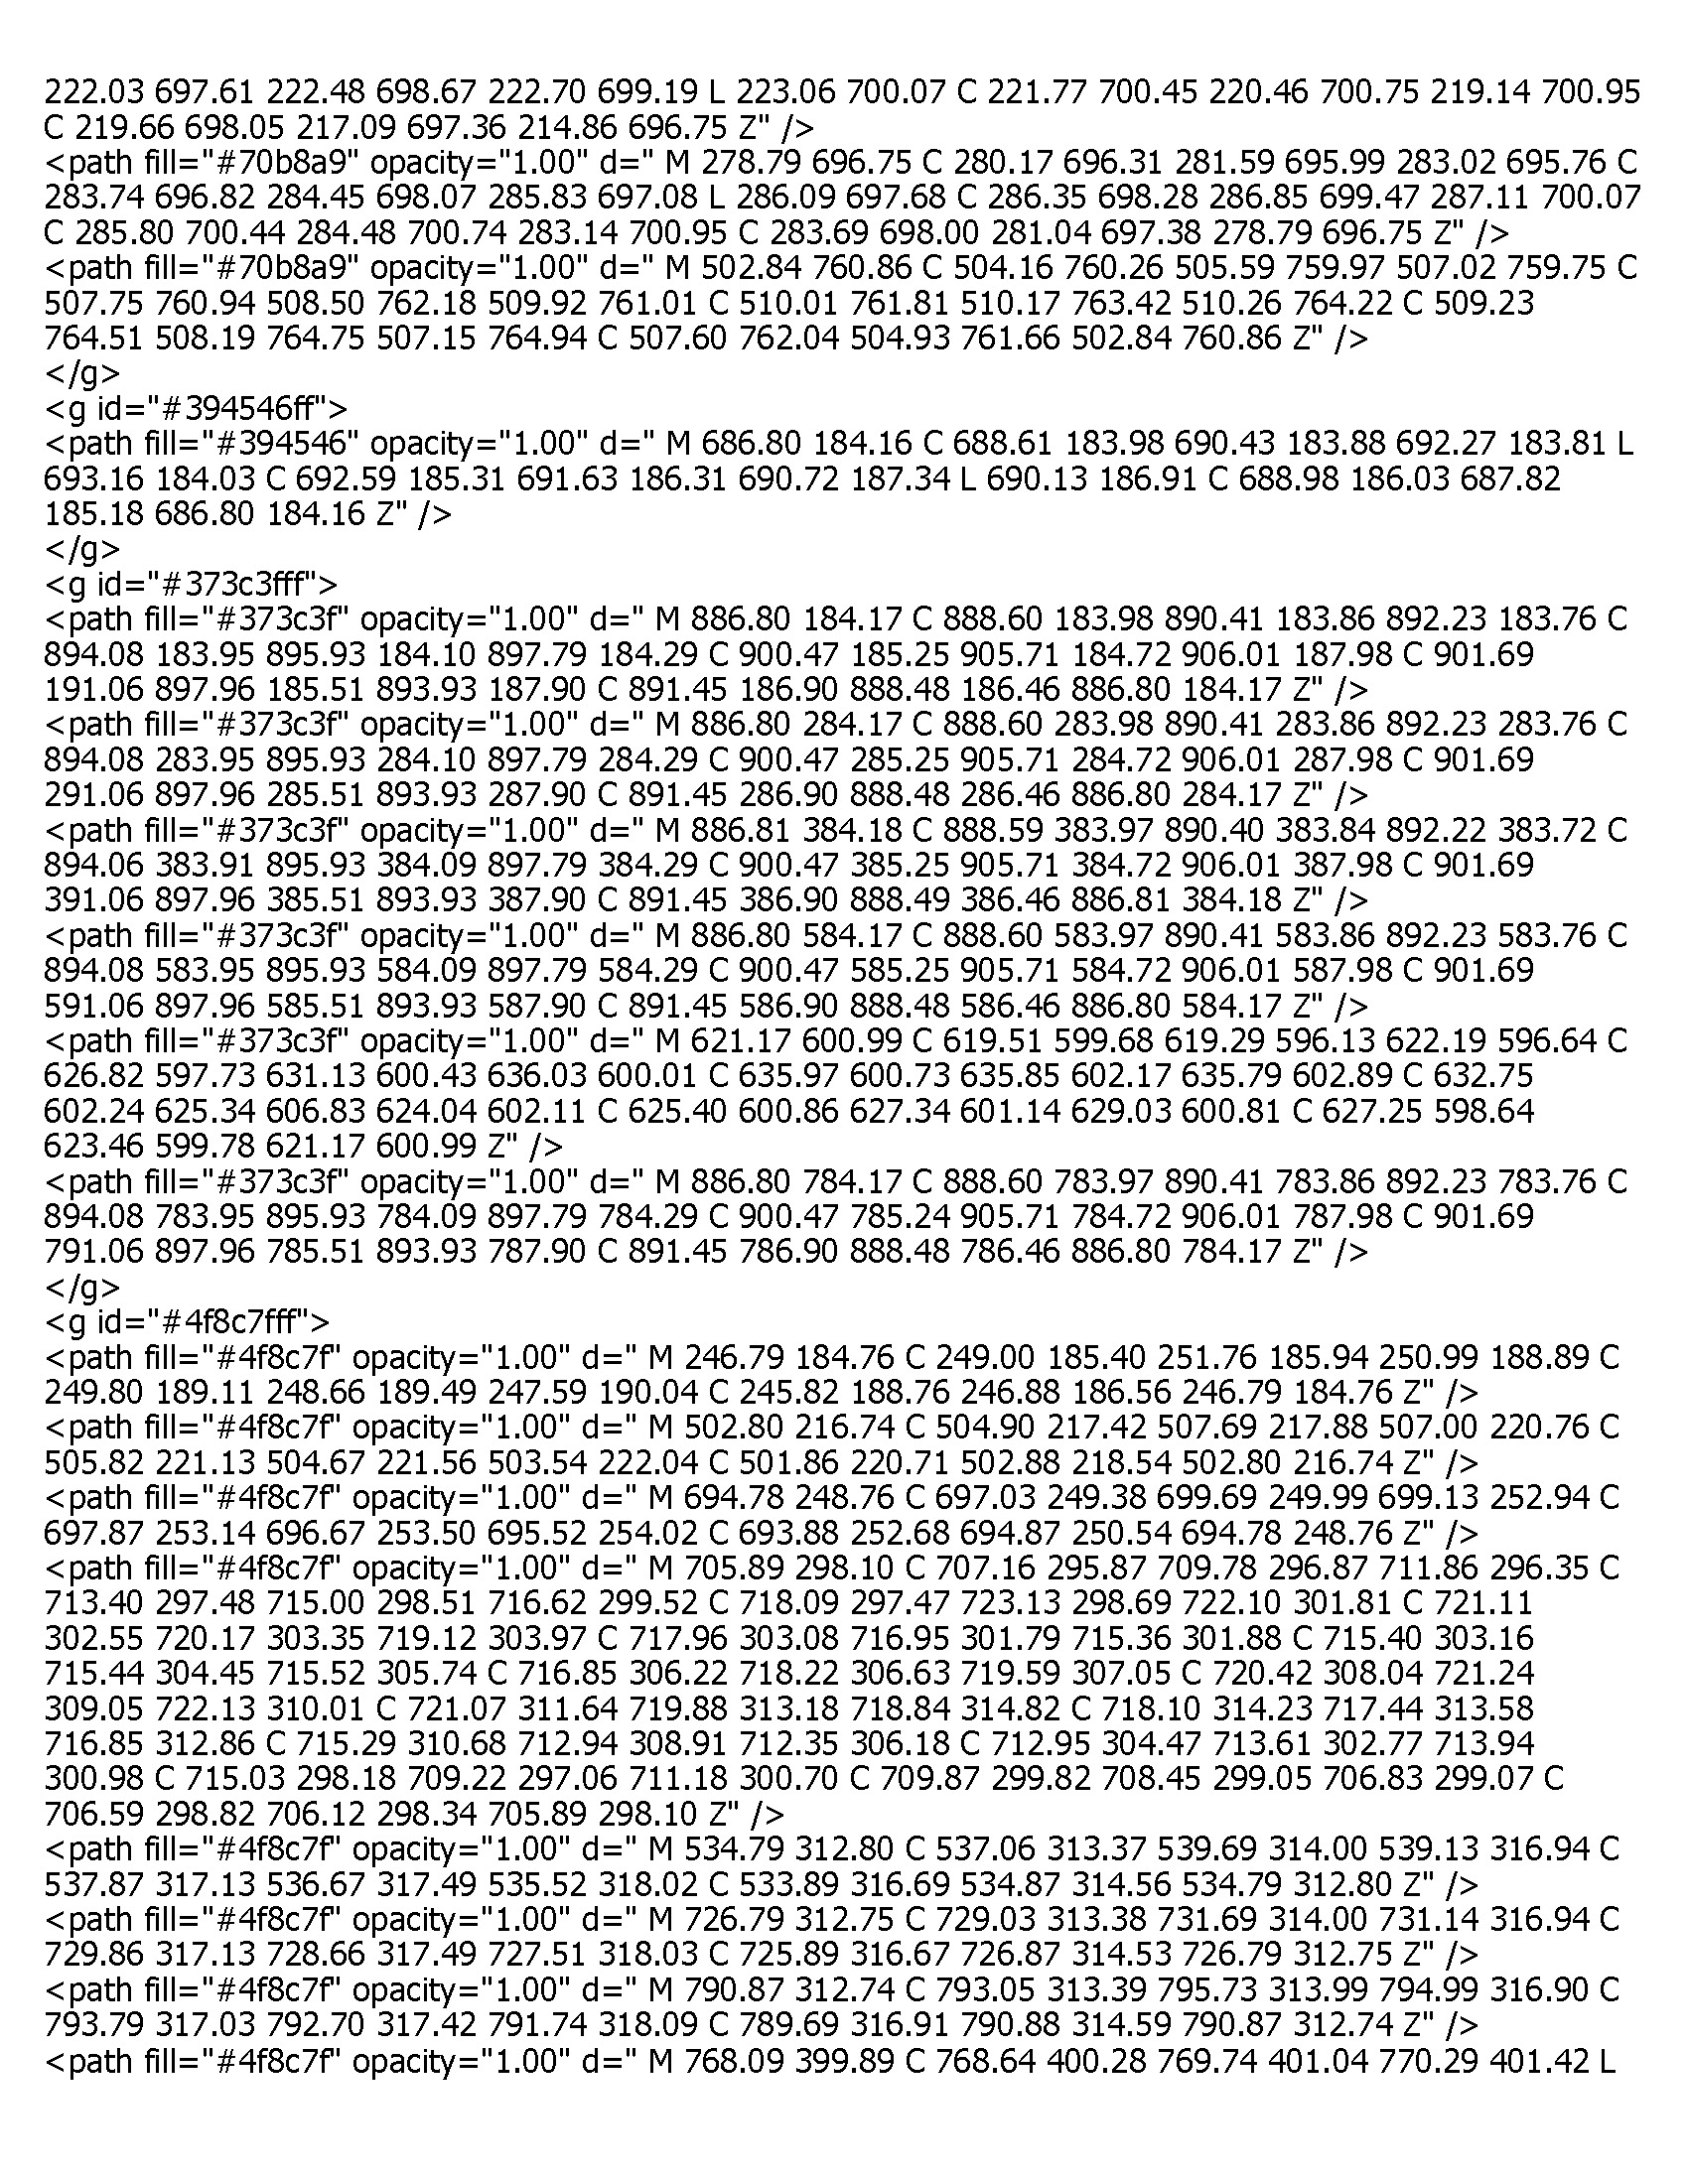 222.03 697.61 222.48 698.67 222.70 699.19 L 223.06 700.07 C 221.77 700.45 220.46 700.75 219.14 700.95
C 219.66 698.05 217.09 697.36 214.86 696.75 Z" />
<path fill="#70b8a9" opacity="1.00" d=" M 278.79 696.75 C 280.17 696.31 281.59 695.99 283.02 695.76 C
283.74 696.82 284.45 698.07 285.83 697.08 L 286.09 697.68 C 286.35 698.28 286.85 699.47 287.11 700.07
C 285.80 700.44 284.48 700.74 283.14 700.95 C 283.69 698.00 281.04 697.38 278.79 696.75 Z" />
<path fill="#70b8a9" opacity="1.00" d=" M 502.84 760.86 C 504.16 760.26 505.59 759.97 507.02 759.75 C
507.75 760.94 508.50 762.18 509.92 761.01 C 510.01 761.81 510.17 763.42 510.26 764.22 C 509.23
764.51 508.19 764.75 507.15 764.94 C 507.60 762.04 504.93 761.66 502.84 760.86 Z" />
</g>
<g id="#394546ff">
<path fill="#394546" opacity="1.00" d=" M 686.80 184.16 C 688.61 183.98 690.43 183.88 692.27 183.81 L
693.16 184.03 C 692.59 185.31 691.63 186.31 690.72 187.34 L 690.13 186.91 C 688.98 186.03 687.82
185.18 686.80 184.16 Z" />
</g>
<g id="#373c3fff">
<path fill="#373c3f" opacity="1.00" d=" M 886.80 184.17 C 888.60 183.98 890.41 183.86 892.23 183.76 C
894.08 183.95 895.93 184.10 897.79 184.29 C 900.47 185.25 905.71 184.72 906.01 187.98 C 901.69
191.06 897.96 185.51 893.93 187.90 C 891.45 186.90 888.48 186.46 886.80 184.17 Z" />
<path fill="#373c3f" opacity="1.00" d=" M 886.80 284.17 C 888.60 283.98 890.41 283.86 892.23 283.76 C
894.08 283.95 895.93 284.10 897.79 284.29 C 900.47 285.25 905.71 284.72 906.01 287.98 C 901.69
291.06 897.96 285.51 893.93 287.90 C 891.45 286.90 888.48 286.46 886.80 284.17 Z" />
<path fill="#373c3f" opacity="1.00" d=" M 886.81 384.18 C 888.59 383.97 890.40 383.84 892.22 383.72 C
894.06 383.91 895.93 384.09 897.79 384.29 C 900.47 385.25 905.71 384.72 906.01 387.98 C 901.69
391.06 897.96 385.51 893.93 387.90 C 891.45 386.90 888.49 386.46 886.81 384.18 Z" />
<path fill="#373c3f" opacity="1.00" d=" M 886.80 584.17 C 888.60 583.97 890.41 583.86 892.23 583.76 C
894.08 583.95 895.93 584.09 897.79 584.29 C 900.47 585.25 905.71 584.72 906.01 587.98 C 901.69
591.06 897.96 585.51 893.93 587.90 C 891.45 586.90 888.48 586.46 886.80 584.17 Z" />
<path fill="#373c3f" opacity="1.00" d=" M 621.17 600.99 C 619.51 599.68 619.29 596.13 622.19 596.64 C
626.82 597.73 631.13 600.43 636.03 600.01 C 635.97 600.73 635.85 602.17 635.79 602.89 C 632.75
602.24 625.34 606.83 624.04 602.11 C 625.40 600.86 627.34 601.14 629.03 600.81 C 627.25 598.64
623.46 599.78 621.17 600.99 Z" />
<path fill="#373c3f" opacity="1.00" d=" M 886.80 784.17 C 888.60 783.97 890.41 783.86 892.23 783.76 C
894.08 783.95 895.93 784.09 897.79 784.29 C 900.47 785.24 905.71 784.72 906.01 787.98 C 901.69
791.06 897.96 785.51 893.93 787.90 C 891.45 786.90 888.48 786.46 886.80 784.17 Z" />
</g>
<g id="#4f8c7fff">
<path fill="#4f8c7f" opacity="1.00" d=" M 246.79 184.76 C 249.00 185.40 251.76 185.94 250.99 188.89 C
249.80 189.11 248.66 189.49 247.59 190.04 C 245.82 188.76 246.88 186.56 246.79 184.76 Z" />
<path fill="#4f8c7f" opacity="1.00" d=" M 502.80 216.74 C 504.90 217.42 507.69 217.88 507.00 220.76 C
505.82 221.13 504.67 221.56 503.54 222.04 C 501.86 220.71 502.88 218.54 502.80 216.74 Z" />
<path fill="#4f8c7f" opacity="1.00" d=" M 694.78 248.76 C 697.03 249.38 699.69 249.99 699.13 252.94 C
697.87 253.14 696.67 253.50 695.52 254.02 C 693.88 252.68 694.87 250.54 694.78 248.76 Z" />
<path fill="#4f8c7f" opacity="1.00" d=" M 705.89 298.10 C 707.16 295.87 709.78 296.87 711.86 296.35 C
713.40 297.48 715.00 298.51 716.62 299.52 C 718.09 297.47 723.13 298.69 722.10 301.81 C 721.11
302.55 720.17 303.35 719.12 303.97 C 717.96 303.08 716.95 301.79 715.36 301.88 C 715.40 303.16
715.44 304.45 715.52 305.74 C 716.85 306.22 718.22 306.63 719.59 307.05 C 720.42 308.04 721.24
309.05 722.13 310.01 C 721.07 311.64 719.88 313.18 718.84 314.82 C 718.10 314.23 717.44 313.58
716.85 312.86 C 715.29 310.68 712.94 308.91 712.35 306.18 C 712.95 304.47 713.61 302.77 713.94
300.98 C 715.03 298.18 709.22 297.06 711.18 300.70 C 709.87 299.82 708.45 299.05 706.83 299.07 C
706.59 298.82 706.12 298.34 705.89 298.10 Z" />
<path fill="#4f8c7f" opacity="1.00" d=" M 534.79 312.80 C 537.06 313.37 539.69 314.00 539.13 316.94 C
537.87 317.13 536.67 317.49 535.52 318.02 C 533.89 316.69 534.87 314.56 534.79 312.80 Z" />
<path fill="#4f8c7f" opacity="1.00" d=" M 726.79 312.75 C 729.03 313.38 731.69 314.00 731.14 316.94 C
729.86 317.13 728.66 317.49 727.51 318.03 C 725.89 316.67 726.87 314.53 726.79 312.75 Z" />
<path fill="#4f8c7f" opacity="1.00" d=" M 790.87 312.74 C 793.05 313.39 795.73 313.99 794.99 316.90 C
793.79 317.03 792.70 317.42 791.74 318.09 C 789.69 316.91 790.88 314.59 790.87 312.74 Z" />
<path fill="#4f8c7f" opacity="1.00" d=" M 768.09 399.89 C 768.64 400.28 769.74 401.04 770.29 401.42 L